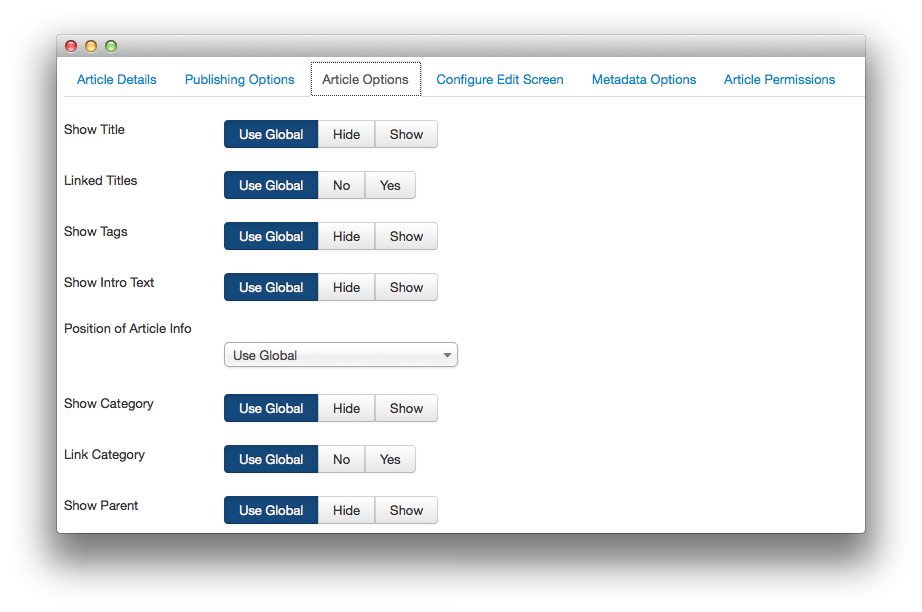 Article Details Publishing Options Article Options Configure Edit Screen Metadata Options Article Permissions
Show Title Use Global Hide Show
Linked Titles Use Global No Yes
Show Tags Use Global Hide Show
Show Intro Text Use Global Hide Show
Position of Article Info
Use Global
Show Category Use Global Hide Show
Link Category Use Global No Yes
Show Parent Use Global Hide Show